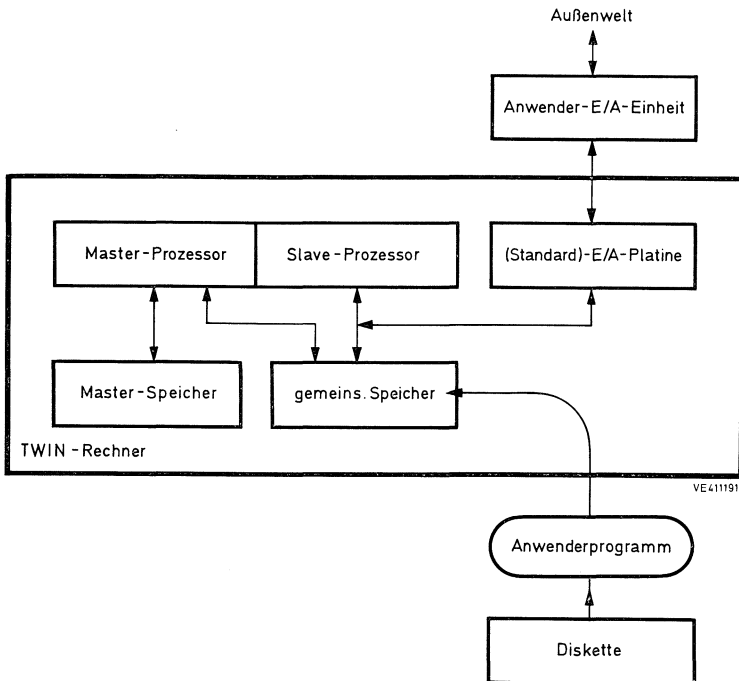 Außenwelt
Anwender-E/A-Einheit
Master-Prozessor
Slave-Prozessor
(Standard)-E/A-Platine
Master-Speicher
gemeins. Speicher
TWIN-Rechner
VE411191
Anwenderprogramm
Diskette